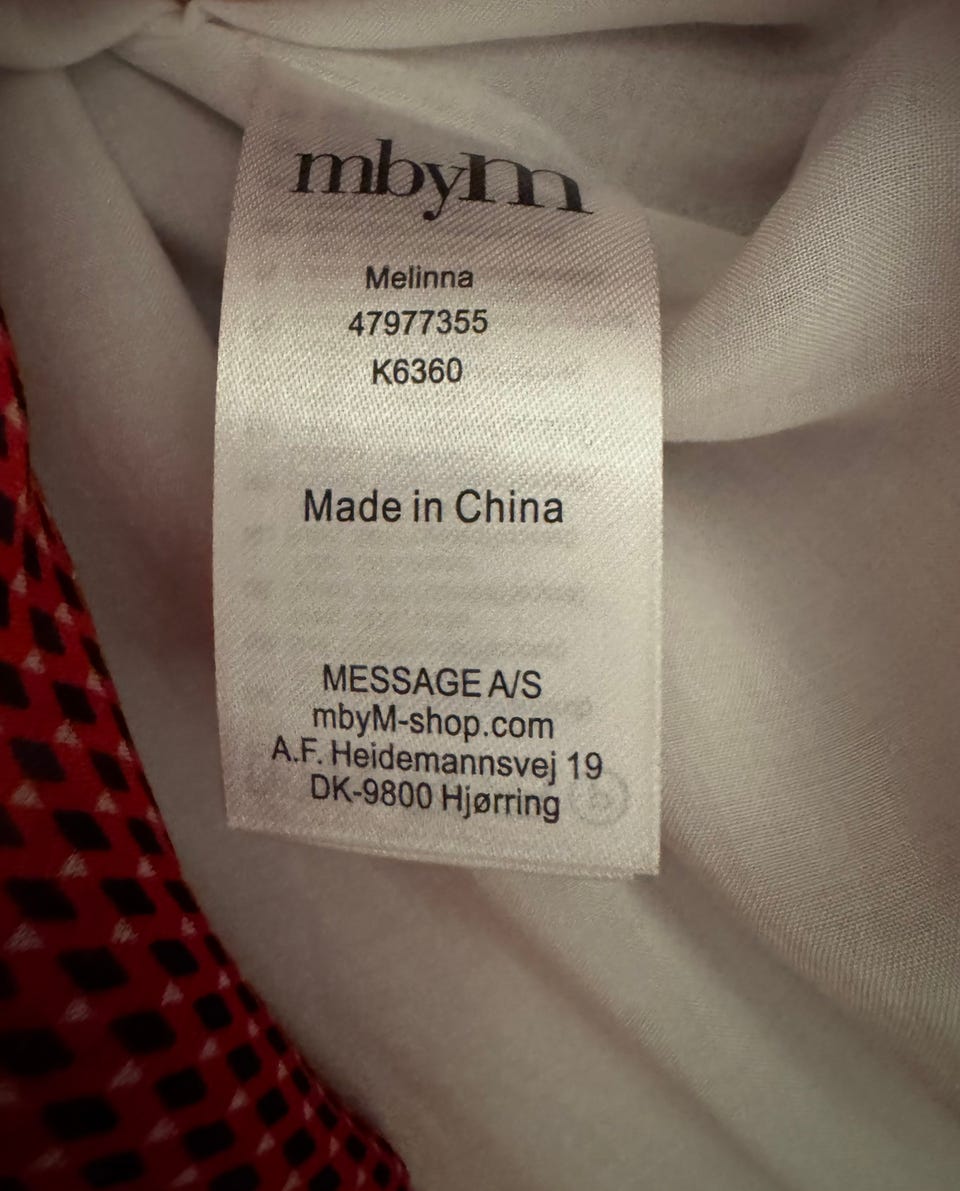 mbyM
Melinna
47977355
K6360
Made in China
MESSAGE A/S
mbyM-shop.com
A.F. Heidemannsvej 19
DK-9800 Hjørring